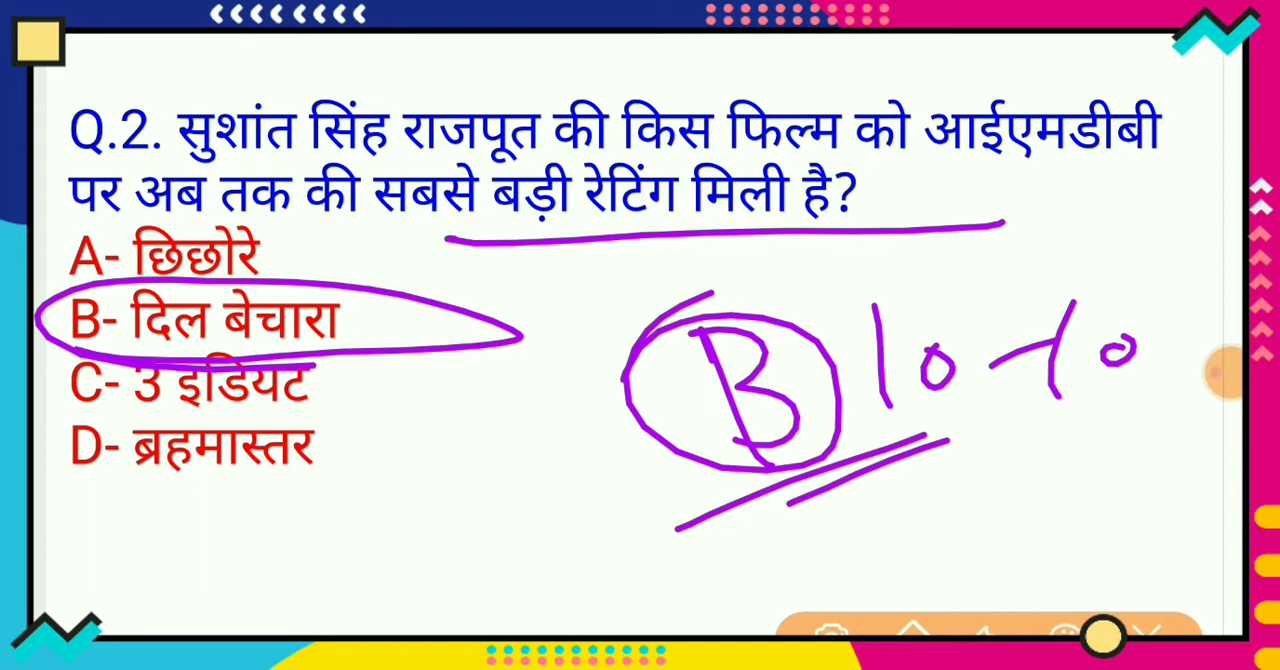 Q.2. सुशांत सिंह राजपूत की किस फिल्म को आईएमडीबी
पर अब तक की सबसे बड़ी रेटिंग मिली है?
A- छिछोरे
B- दिल बेचारा
C- 3 इडियट
D- ब्रहमास्तर
B 10-10